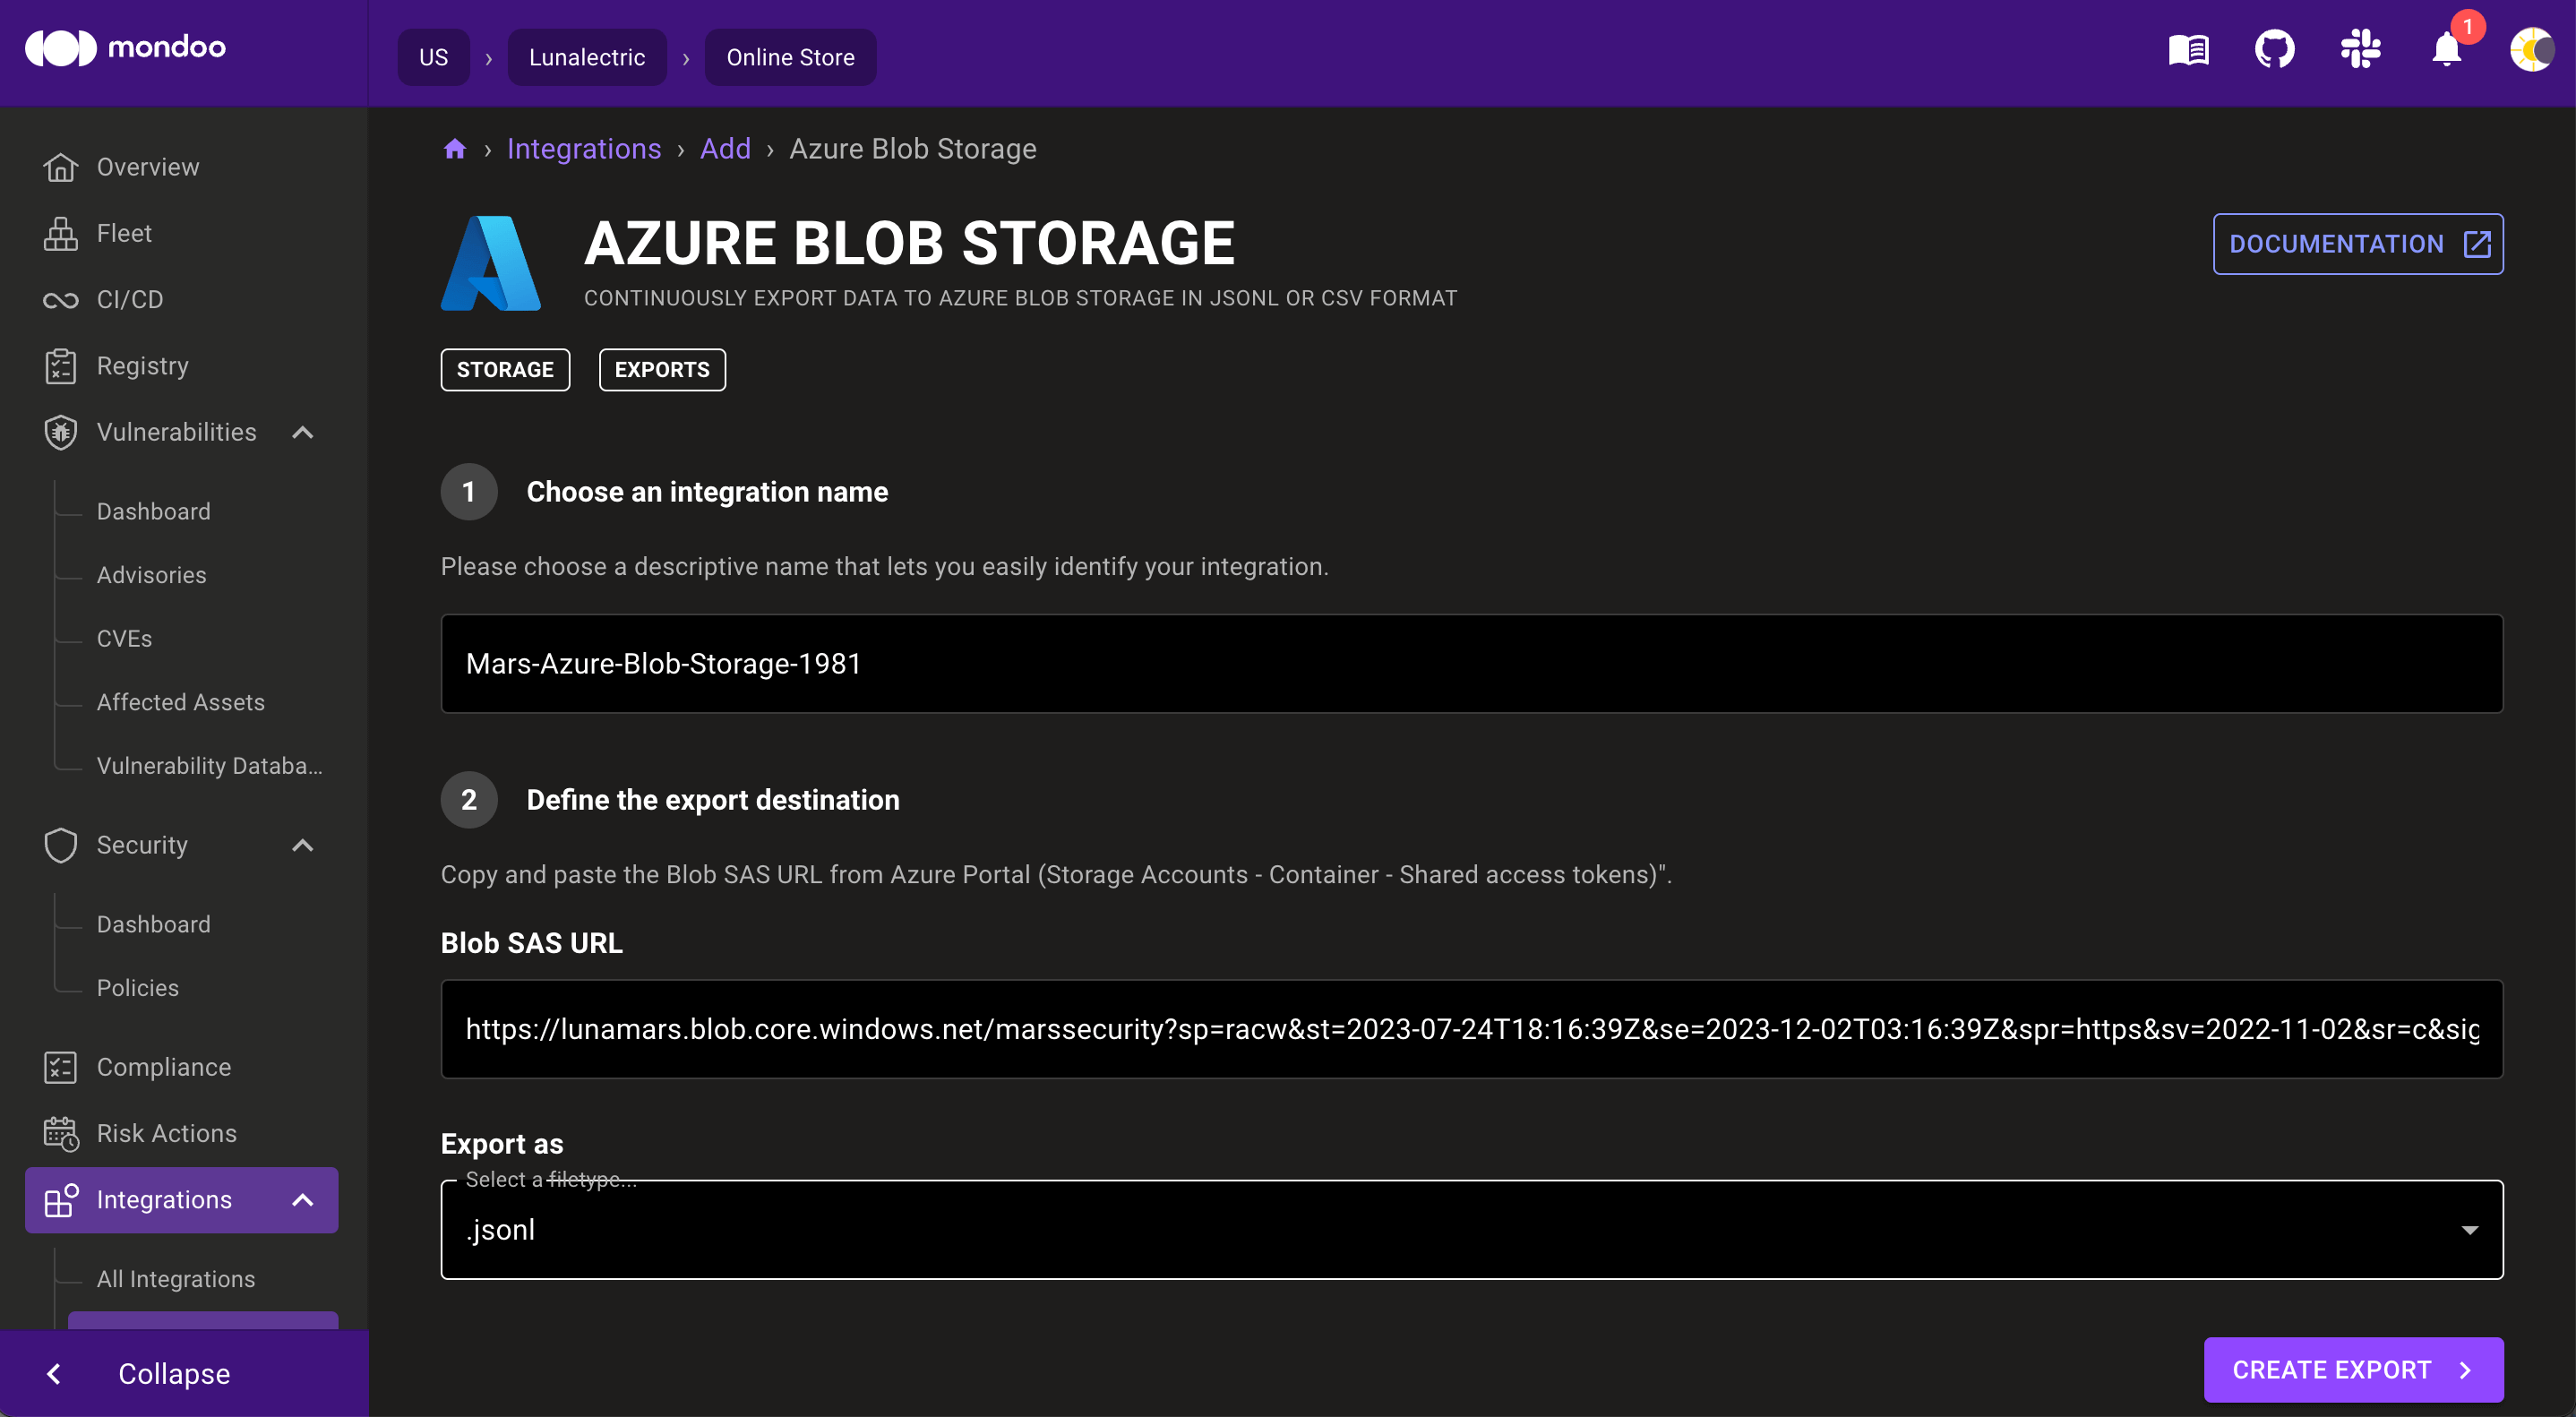 mondoo
US › Lunalectric › Online Store
1
Overview
Fleet
CI/CD
Registry
Vulnerabilities
Dashboard
Advisories
CVEs
Affected Assets
Vulnerability Databa...
Security
Dashboard
Policies
Compliance
Risk Actions
Integrations
All Integrations
Collapse
› Integrations › Add › Azure Blob Storage
AZURE BLOB STORAGE
CONTINUOUSLY EXPORT DATA TO AZURE BLOB STORAGE IN JSONL OR CSV FORMAT
DOCUMENTATION
STORAGE EXPORTS
1 Choose an integration name
Please choose a descriptive name that lets you easily identify your integration.
Mars-Azure-Blob-Storage-1981
2 Define the export destination
Copy and paste the Blob SAS URL from Azure Portal (Storage Accounts - Container - Shared access tokens)".
Blob SAS URL
https://lunamars.blob.core.windows.net/marssecurity?sp=racw&st=2023-07-24T18:16:39Z&se=2023-12-02T03:16:39Z&spr=https&sv=2022-11-02&sr=c&sig
Export as
Select a filetype...
.jsonl
CREATE EXPORT